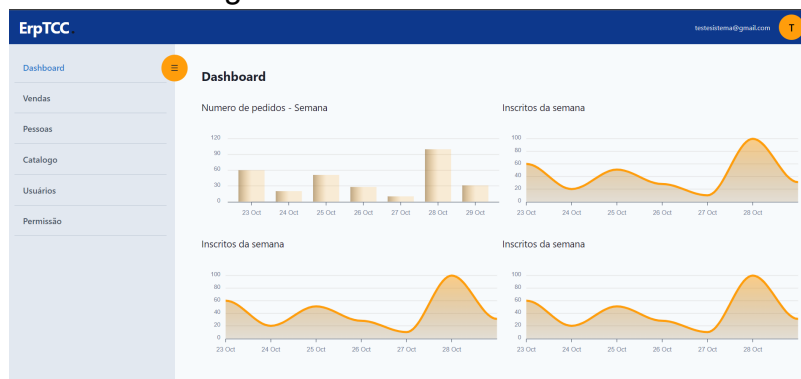 ErpTCC.
testesistema@gmail.com
T
Dashboard
Vendas
Pessoas
Catalogo
Usuários
Permissão
Dashboard
Numero de pedidos - Semana
120
90
60
30
0
23 Oct 24 Oct 25 Oct 26 Oct 27 Oct 28 Oct 29 Oct
Inscritos da semana
100
80
60
40
20
0
23 Oct 24 Oct 25 Oct 26 Oct 27 Oct 28 Oct
Inscritos da semana
100
80
60
40
20
0
23 Oct 24 Oct 25 Oct 26 Oct 27 Oct 28 Oct
Inscritos da semana
100
80
60
40
20
0
23 Oct 24 Oct 25 Oct 26 Oct 27 Oct 28 Oct